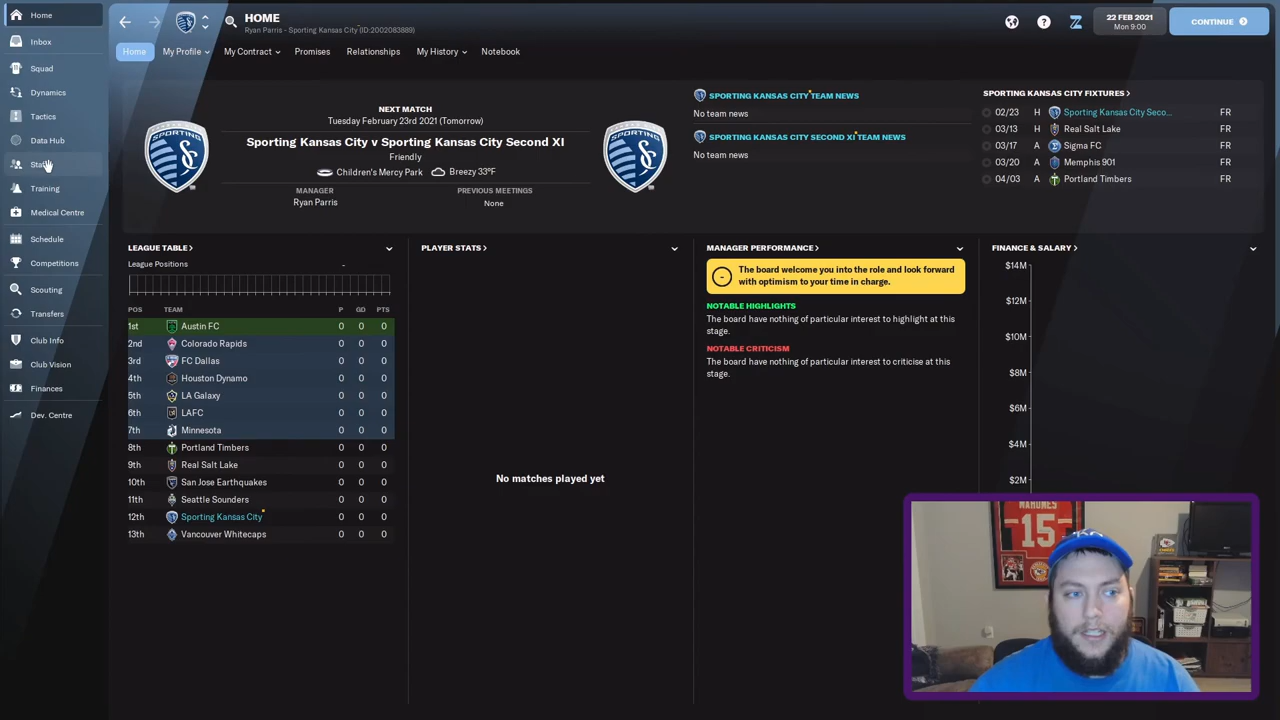 Home
Inbox
Squad
Dynamics
Tactics
Data Hub
Training
Medical Centre
Schedule
Competitions
Scouting
Transfers
Club Info
Club Vision
Finances
Dev. Centre
HOME
Ryan Parris - Sporting Kansas City (ID:2002083889)
22 FEB 2021
Mon 9:00
CONTINUE
Home
My Profile
My Contract
Promises
Relationships
My History
Notebook
NEXT MATCH
Tuesday February 23rd 2021 (Tomorrow)
Sporting Kansas City v Sporting Kansas City Second XI
Friendly
Children's Mercy Park Breezy 33°F
MANAGER
Ryan Parris
PREVIOUS MEETINGS
None
SPORTING
SPORTING
SPORTING KANSAS CITY TEAM NEWS
No team news
SPORTING KANSAS CITY SECOND XI TEAM NEWS
No team news
SPORTING KANSAS CITY FIXTURES
02/23 H Sporting Kansas City Seco... FR
03/13 H Real Salt Lake FR
03/17 A Sigma FC FR
03/20 A Memphis 901 FR
04/03 A Portland Timbers FR
LEAGUE TABLE
League Positions -
POS TEAM P GD PTS
1st Austin FC 0 0 0
2nd Colorado Rapids 0 0 0
3rd FC Dallas 0 0 0
4th Houston Dynamo 0 0 0
5th LA Galaxy 0 0 0
6th LAFC 0 0 0
7th Minnesota 0 0 0
8th Portland Timbers 0 0 0
9th Real Salt Lake 0 0 0
10th San Jose Earthquakes 0 0 0
11th Seattle Sounders 0 0 0
12th Sporting Kansas City 0 0 0
13th Vancouver Whitecaps 0 0 0
PLAYER STATS
No matches played yet
MANAGER PERFORMANCE
The board welcome you into the role and look forward
with optimism to your time in charge.
NOTABLE HIGHLIGHTS
The board have nothing of particular interest to highlight at this
stage.
NOTABLE CRITICISM
The board have nothing of particular interest to criticise at this
stage.
FINANCE & SALARY
$14M
$12M
$10M
$8M
$6M
$4M
$2M
15